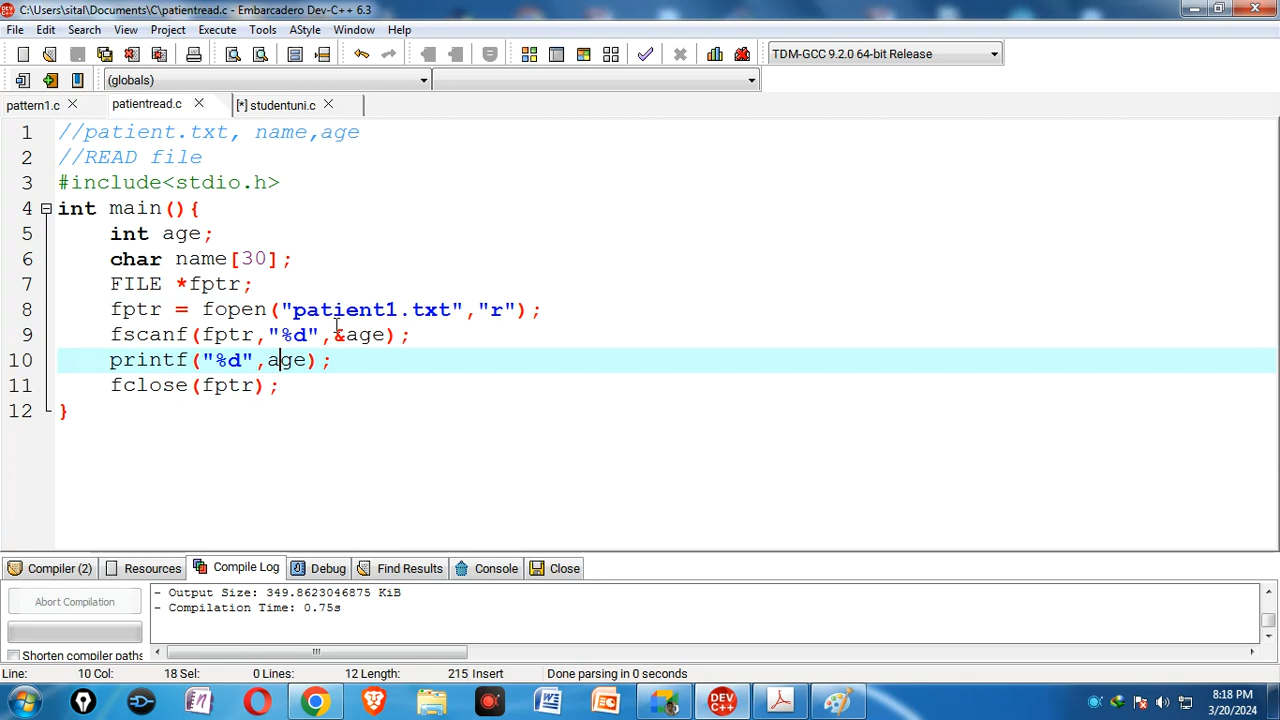 C:\Users\sital\Documents\C\patientread.c - Embarcadero Dev-C++ 6.3
File Edit Search View Project Execute Tools AStyle Window Help
TDM-GCC 9.2.0 64-bit Release
(globals)
pattern1.c patientread.c [*] studentuni.c
1 //patient.txt, name,age
2 //READ file
3 #include<stdio.h>
4 int main(){
5 int age;
6 char name[30];
7 FILE *fptr;
8 fptr = fopen("patient1.txt","r");
9 fscanf(fptr,"%d",&age);
10 printf("%d",age);
11 fclose(fptr);
12 }
Compiler (2) Resources Compile Log Debug Find Results Console Close
Abort Compilation
Shorten compiler paths
- Output Size: 349.8623046875 KiB
- Compilation Time: 0.75s
Line: 10 Col: 18 Sel: 0 Lines: 12 Length: 215 Insert Done parsing in 0 seconds
DEV C++
8:18 PM
3/20/2024